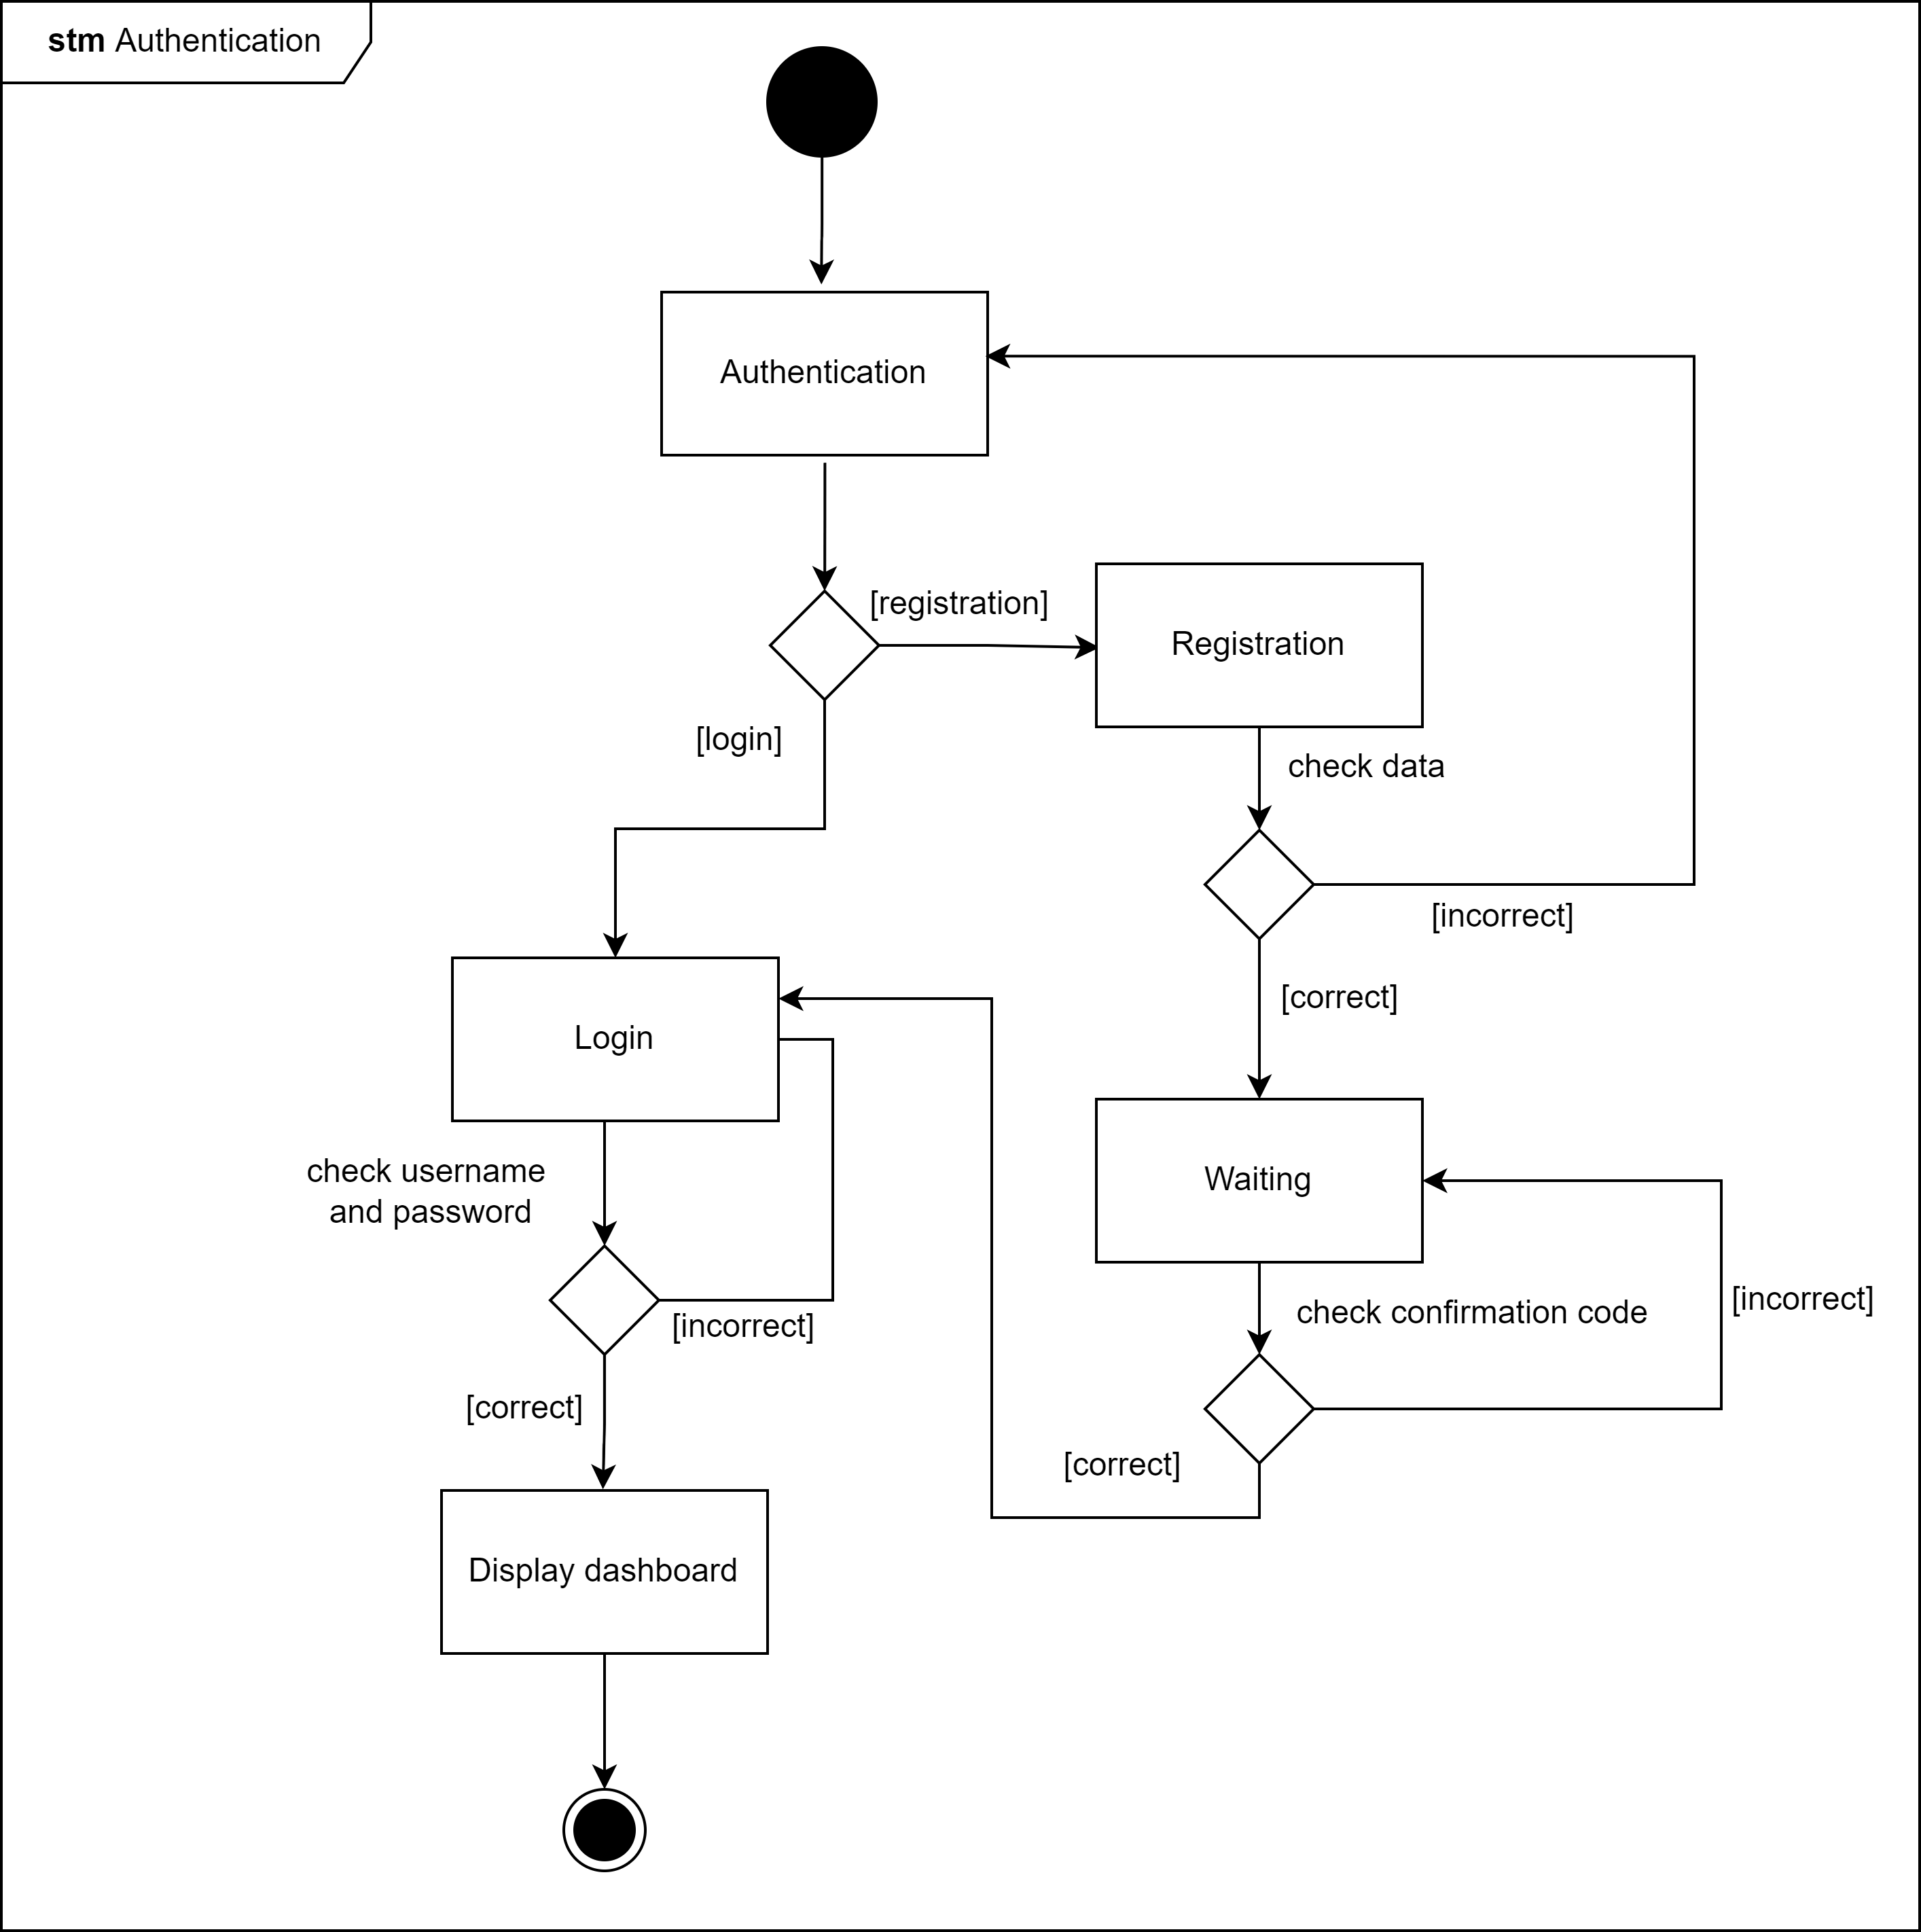 stm Authentication
Authentication
[registration]
Registration
[login]
check data
[incorrect]
[correct]
Login
check username
and password
Waiting
[incorrect]
check confirmation code
[incorrect]
[correct]
[correct]
Display dashboard